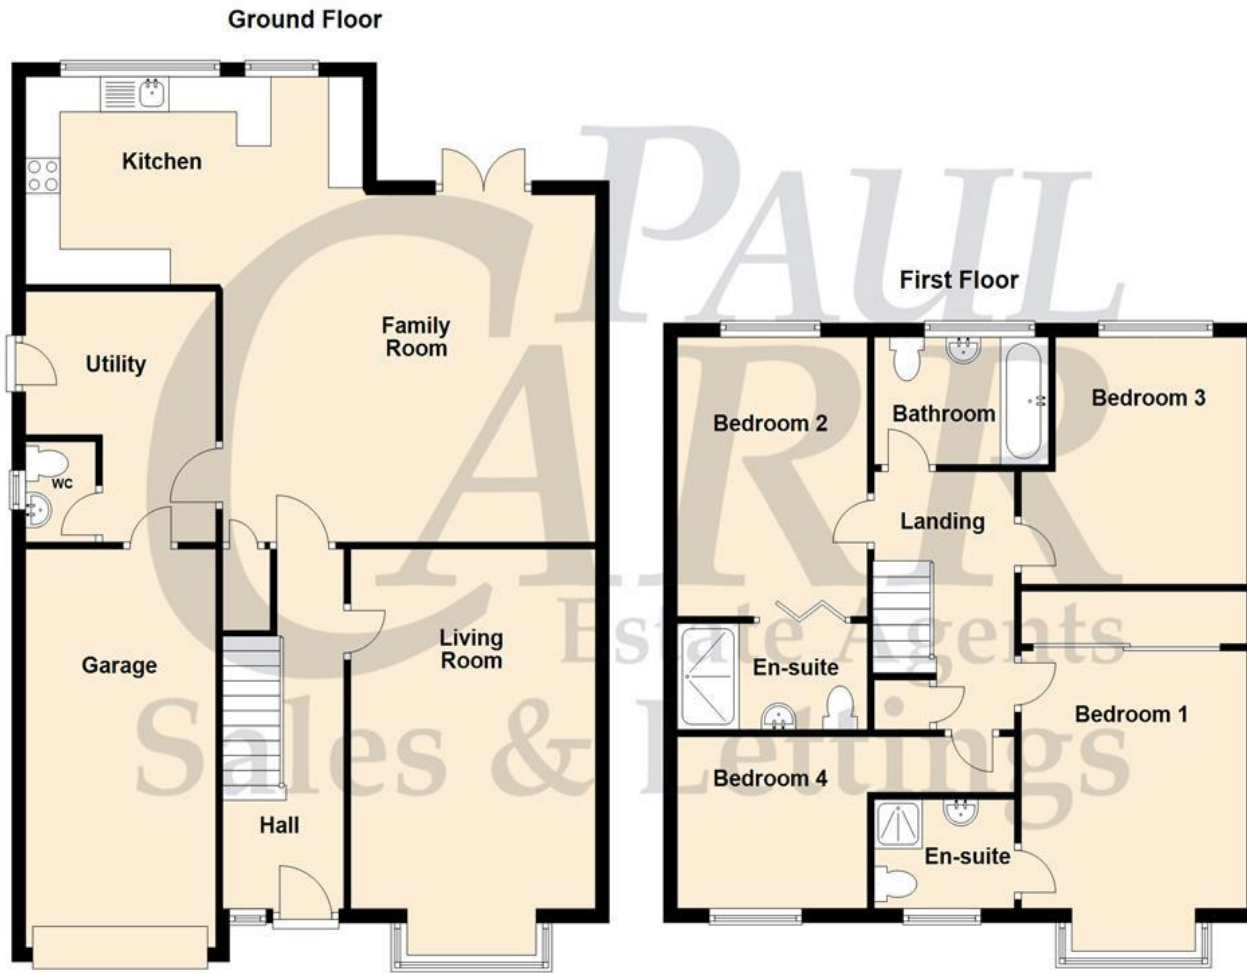 Ground Floor
Kitchen
Family
Room
Utility
WC
Living
Room
Garage
Hall
First Floor
Bedroom 2
Bathroom
Bedroom 3
Landing
En-suite
Bedroom 1
Bedroom 4
En-suite
PAUL
CARR
Estate Agents
Sales & Lettings